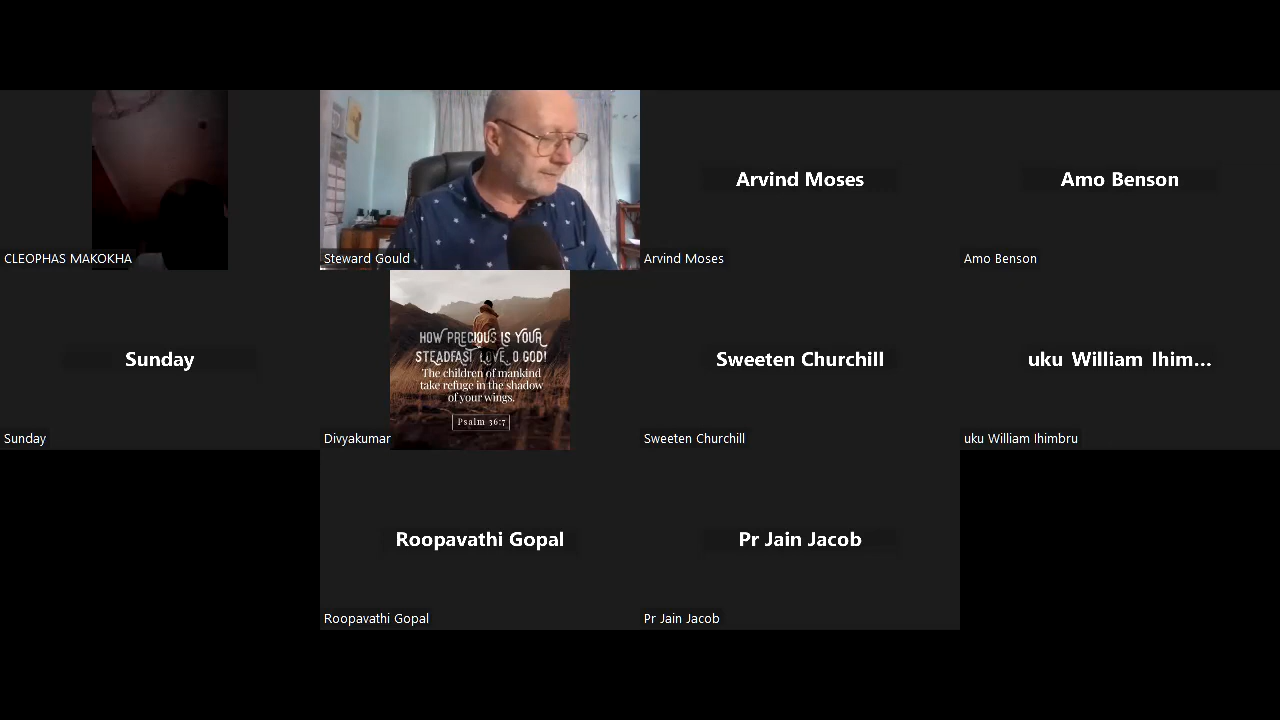 Arvind Moses
Amo Benson
CLEOPHAS MAKOKHA
Steward Gould
Arvind Moses
Amo Benson
HOW PRECIOUS IS YOUR
STEADFAST LOVE, O GOD!
The children of mankind
take refuge in the shadow
of your wings.
Psalm 36:7
Sunday
Sweeten Churchill
uku William Ihim...
Sunday
Divyakumar
Sweeten Churchill
uku William Ihimbru
Roopavathi Gopal
Pr Jain Jacob
Roopavathi Gopal
Pr Jain Jacob